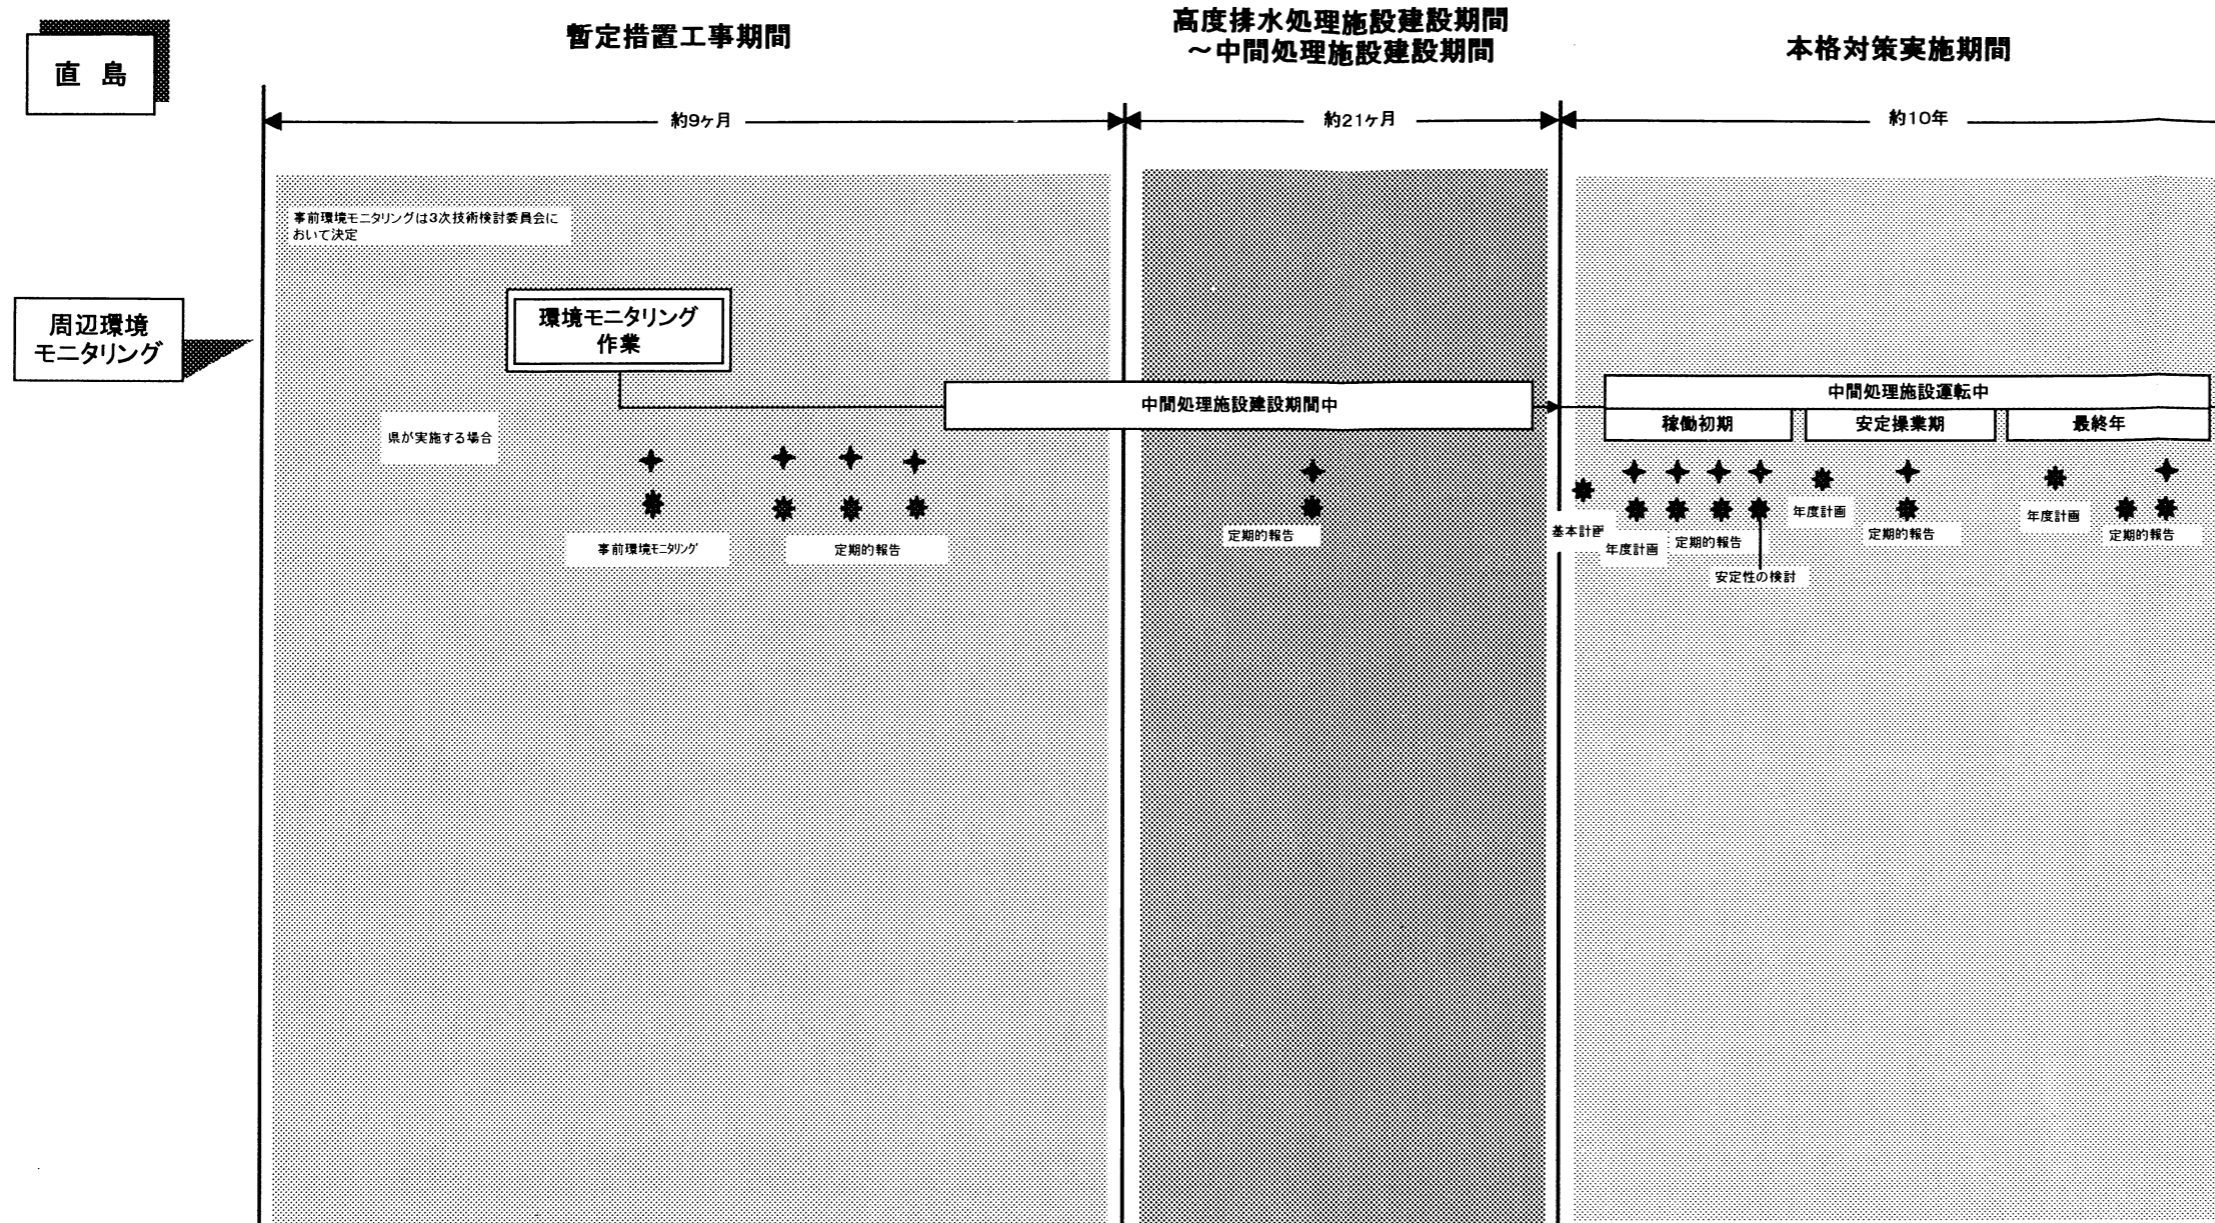 直 島
暫定措置工事期間
高度排水処理施設建設期間
～中間処理施設建設期間
本格対策実施期間
約9ヶ月
約21ヶ月
約10年
事前環境モニタリングは3次技術検討委員会に
おいて決定
周辺環境
モニタリング
環境モニタリング
作業
中間処理施設建設期間中
中間処理施設運転中
稼働初期
安定操業期
最終年
県が実施する場合
事前環境モニタリング
定期的報告
定期的報告
基本計画
年度計画
定期的報告
安定性の検討
年度計画
定期的報告
年度計画
定期的報告